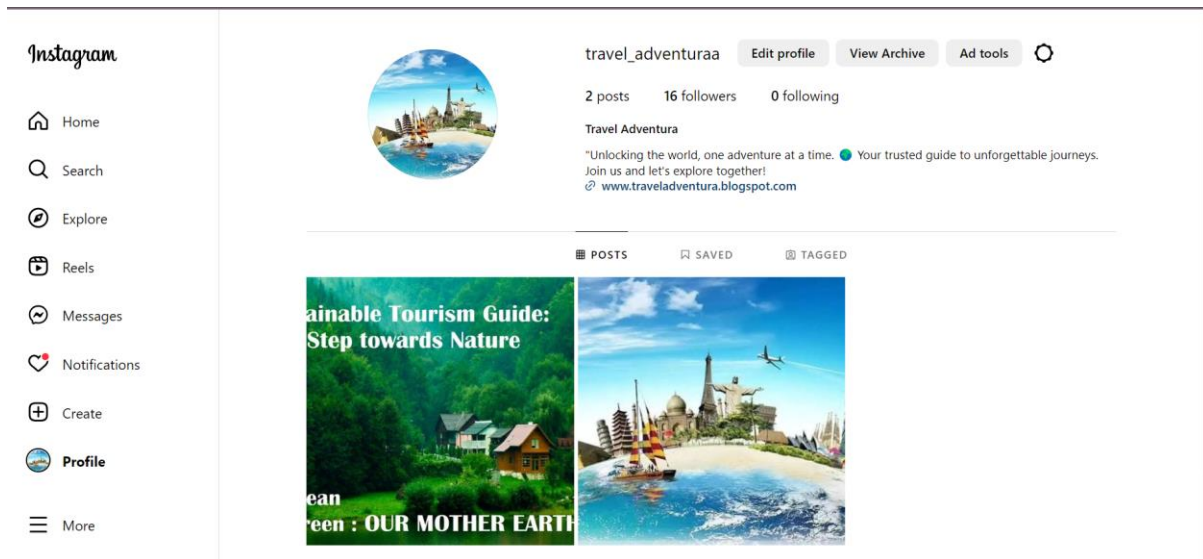 Instagram
Home
Search
Explore
Reels
Messages
Notifications
Create
Profile
More
travel_adventuraa Edit profile View Archive Ad tools
2 posts 16 followers 0 following
Travel Adventura
"Unlocking the world, one adventure at a time. 🌍 Your trusted guide to unforgettable journeys.
Join us and let's explore together!
www.traveladventura.blogspot.com
POSTS SAVED TAGGED
ainable Tourism Guide:
Step towards Nature
ean
reen : OUR MOTHER EARTH